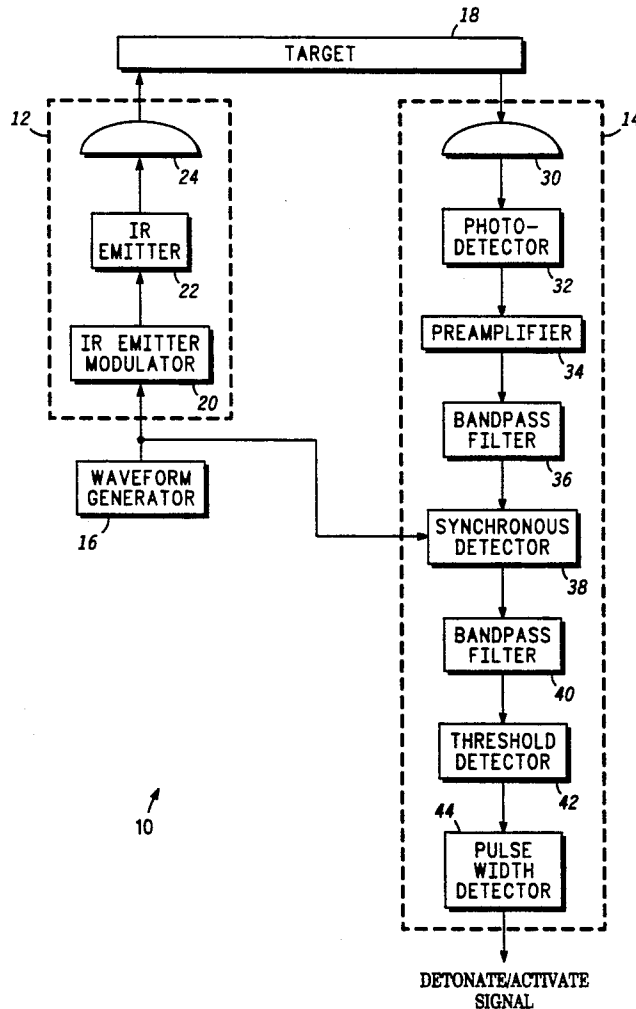 18
TARGET
12
14
24
30
IR
EMITTER
22
PHOTO-
DETECTOR
32
IR EMITTER
MODULATOR
20
PREAMPLIFIER
34
BANDPASS
FILTER
36
WAVEFORM
GENERATOR
16
SYNCHRONOUS
DETECTOR
38
BANDPASS
FILTER
40
THRESHOLD
DETECTOR
42
10
44
PULSE
WIDTH
DETECTOR
DETONATE/ACTIVATE
SIGNAL